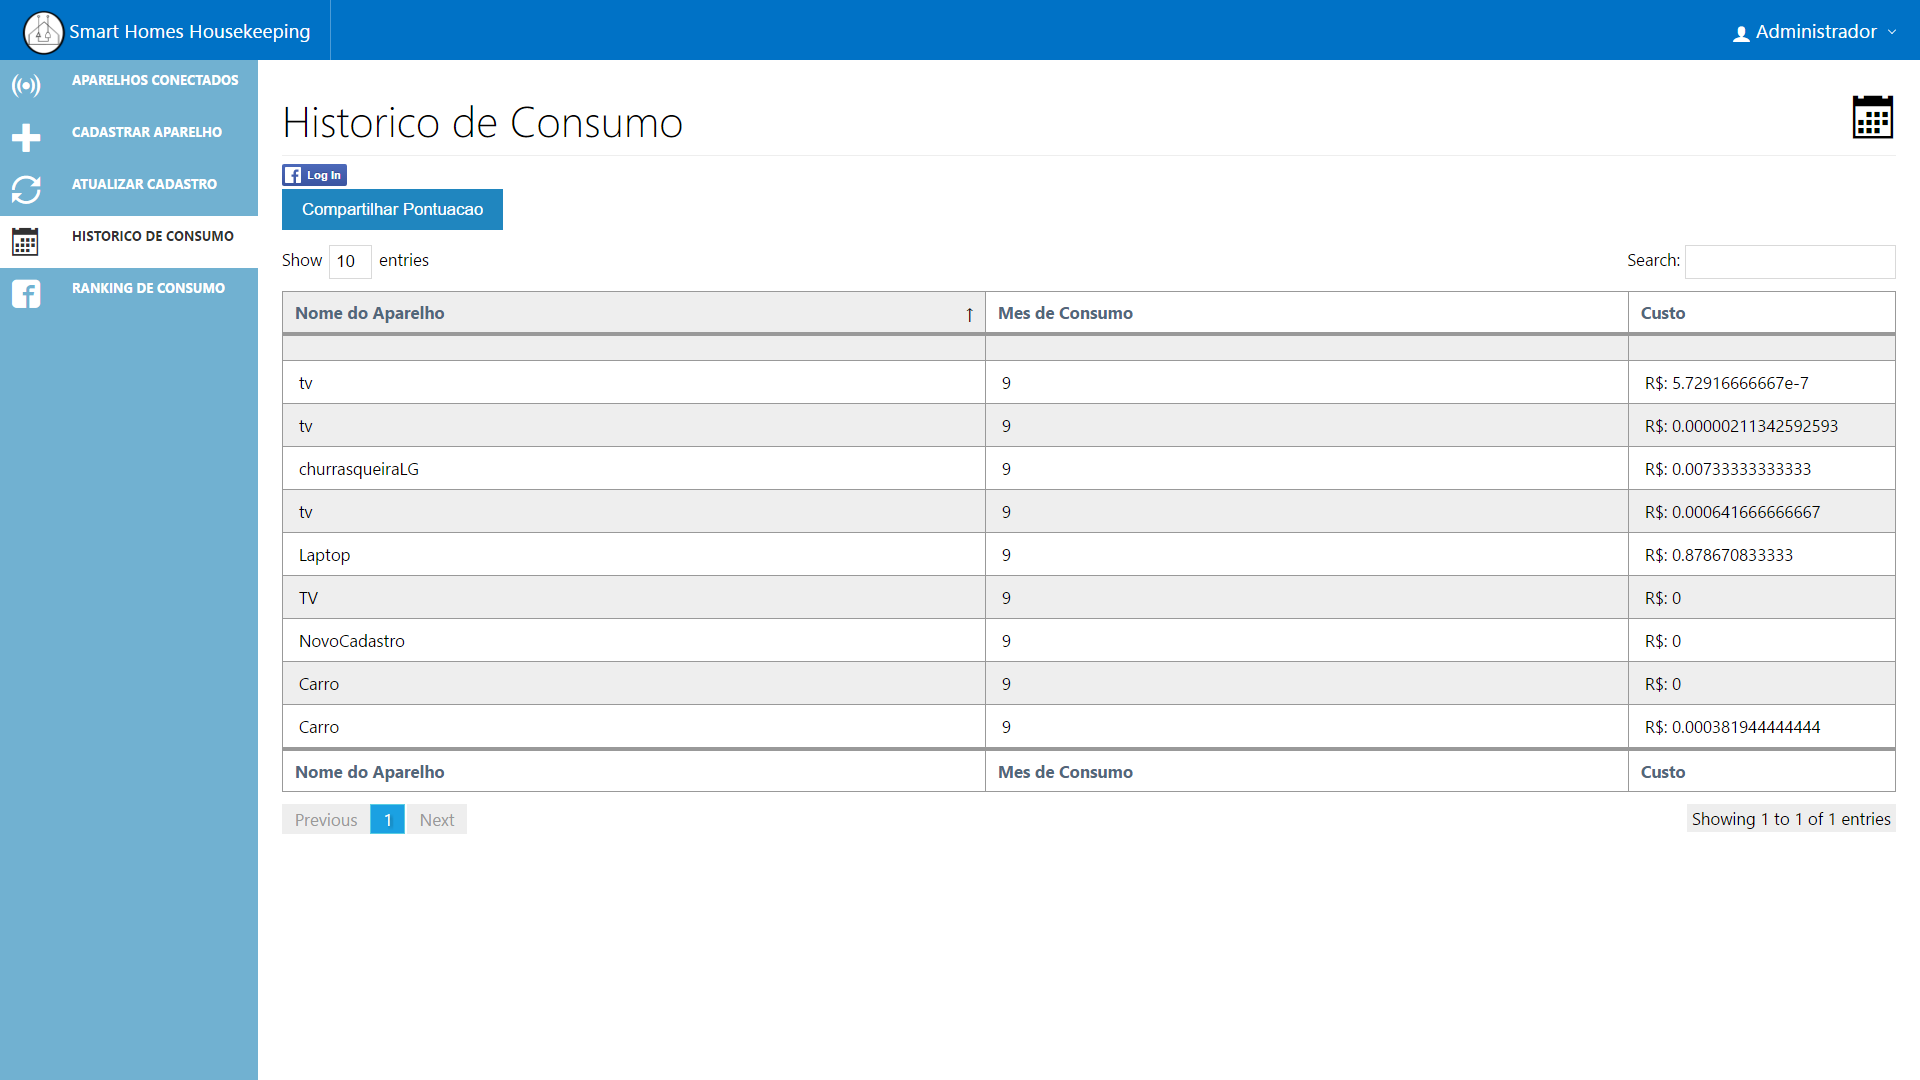 Smart Homes Housekeeping
Administrador
APARELHOS CONECTADOS
CADASTRAR APARELHO
ATUALIZAR CADASTRO
HISTORICO DE CONSUMO
RANKING DE CONSUMO
Historico de Consumo
Log In
Compartilhar Pontuacao
Show 10 entries
Search:
Nome do Aparelho ↑ Mes de Consumo Custo
tv 9 R$: 5.72916666667e-7
tv 9 R$: 0.00000211342592593
churrasqueiraLG 9 R$: 0.00733333333333
tv 9 R$: 0.000641666666667
Laptop 9 R$: 0.878670833333
TV 9 R$: 0
NovoCadastro 9 R$: 0
Carro 9 R$: 0
Carro 9 R$: 0.000381944444444
Nome do Aparelho Mes de Consumo Custo
Previous 1 Next
Showing 1 to 1 of 1 entries